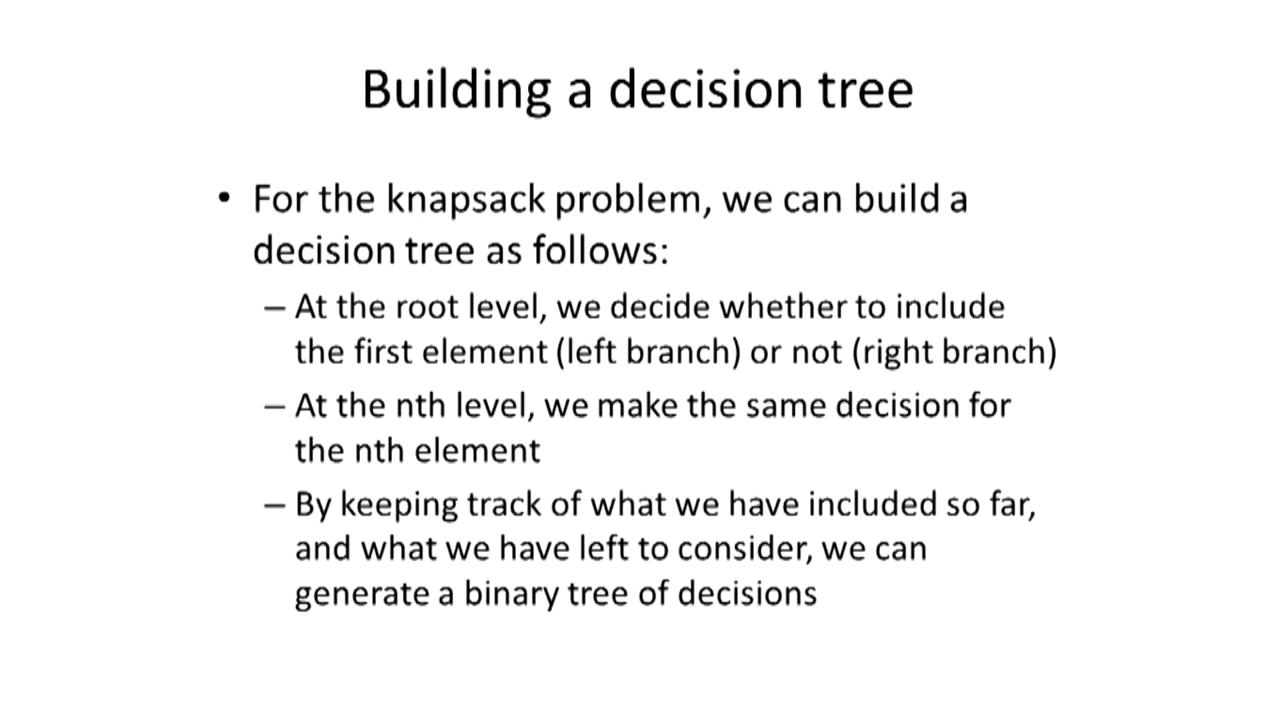 Building a decision tree
• For the knapsack problem, we can build a
decision tree as follows:
– At the root level, we decide whether to include
the first element (left branch) or not (right branch)
– At the nth level, we make the same decision for
the nth element
– By keeping track of what we have included so far,
and what we have left to consider, we can
generate a binary tree of decisions